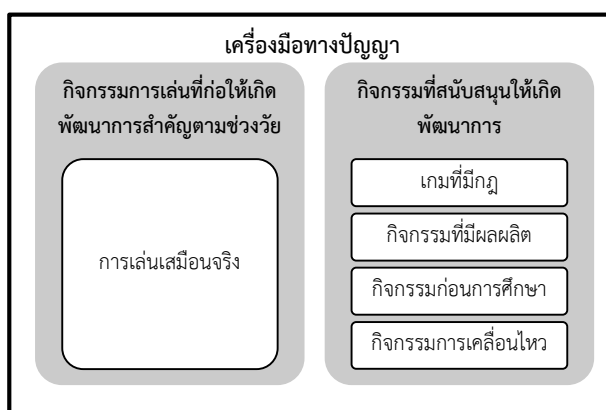 เครื่องมือทางปัญญา
กิจกรรมการเล่นที่ก่อให้เกิด
พัฒนาการสำคัญตามช่วงวัย
การเล่นเสมือนจริง
กิจกรรมที่สนับสนุนให้เกิด
พัฒนาการ
เกมที่มีกฎ
กิจกรรมที่มีผลผลิต
กิจกรรมก่อนการศึกษา
กิจกรรมการเคลื่อนไหว